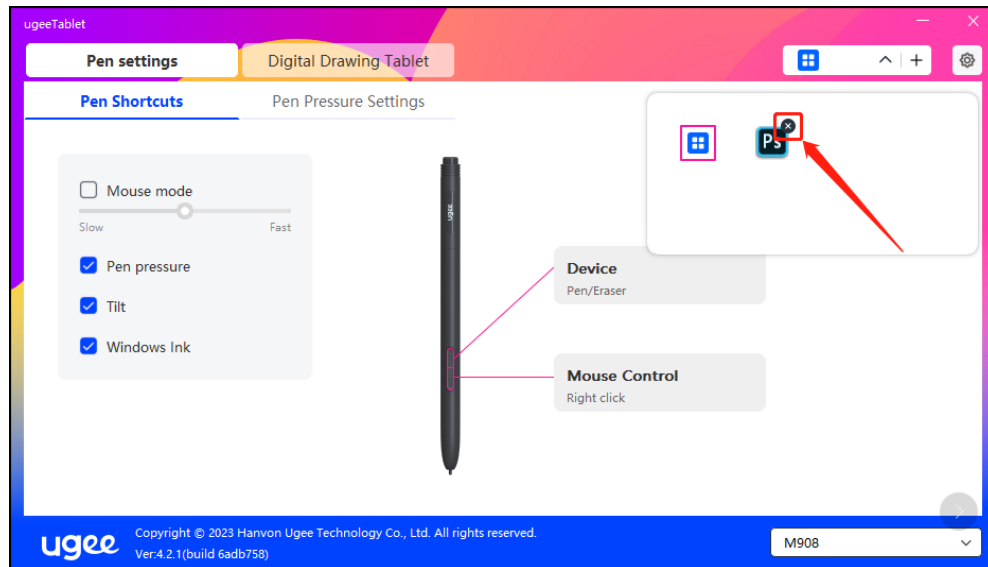 ugeeTablet
Pen settings
Digital Drawing Tablet
Pen Shortcuts
Pen Pressure Settings
Ps
Mouse mode
Slow
Fast
Pen pressure
Tilt
Windows Ink
ugee
Device
Pen/Eraser
Mouse Control
Right click
ugee
Copyright © 2023 Hanvon Ugee Technology Co., Ltd. All rights reserved.
Ver:4.2.1(build 6adb758)
M908